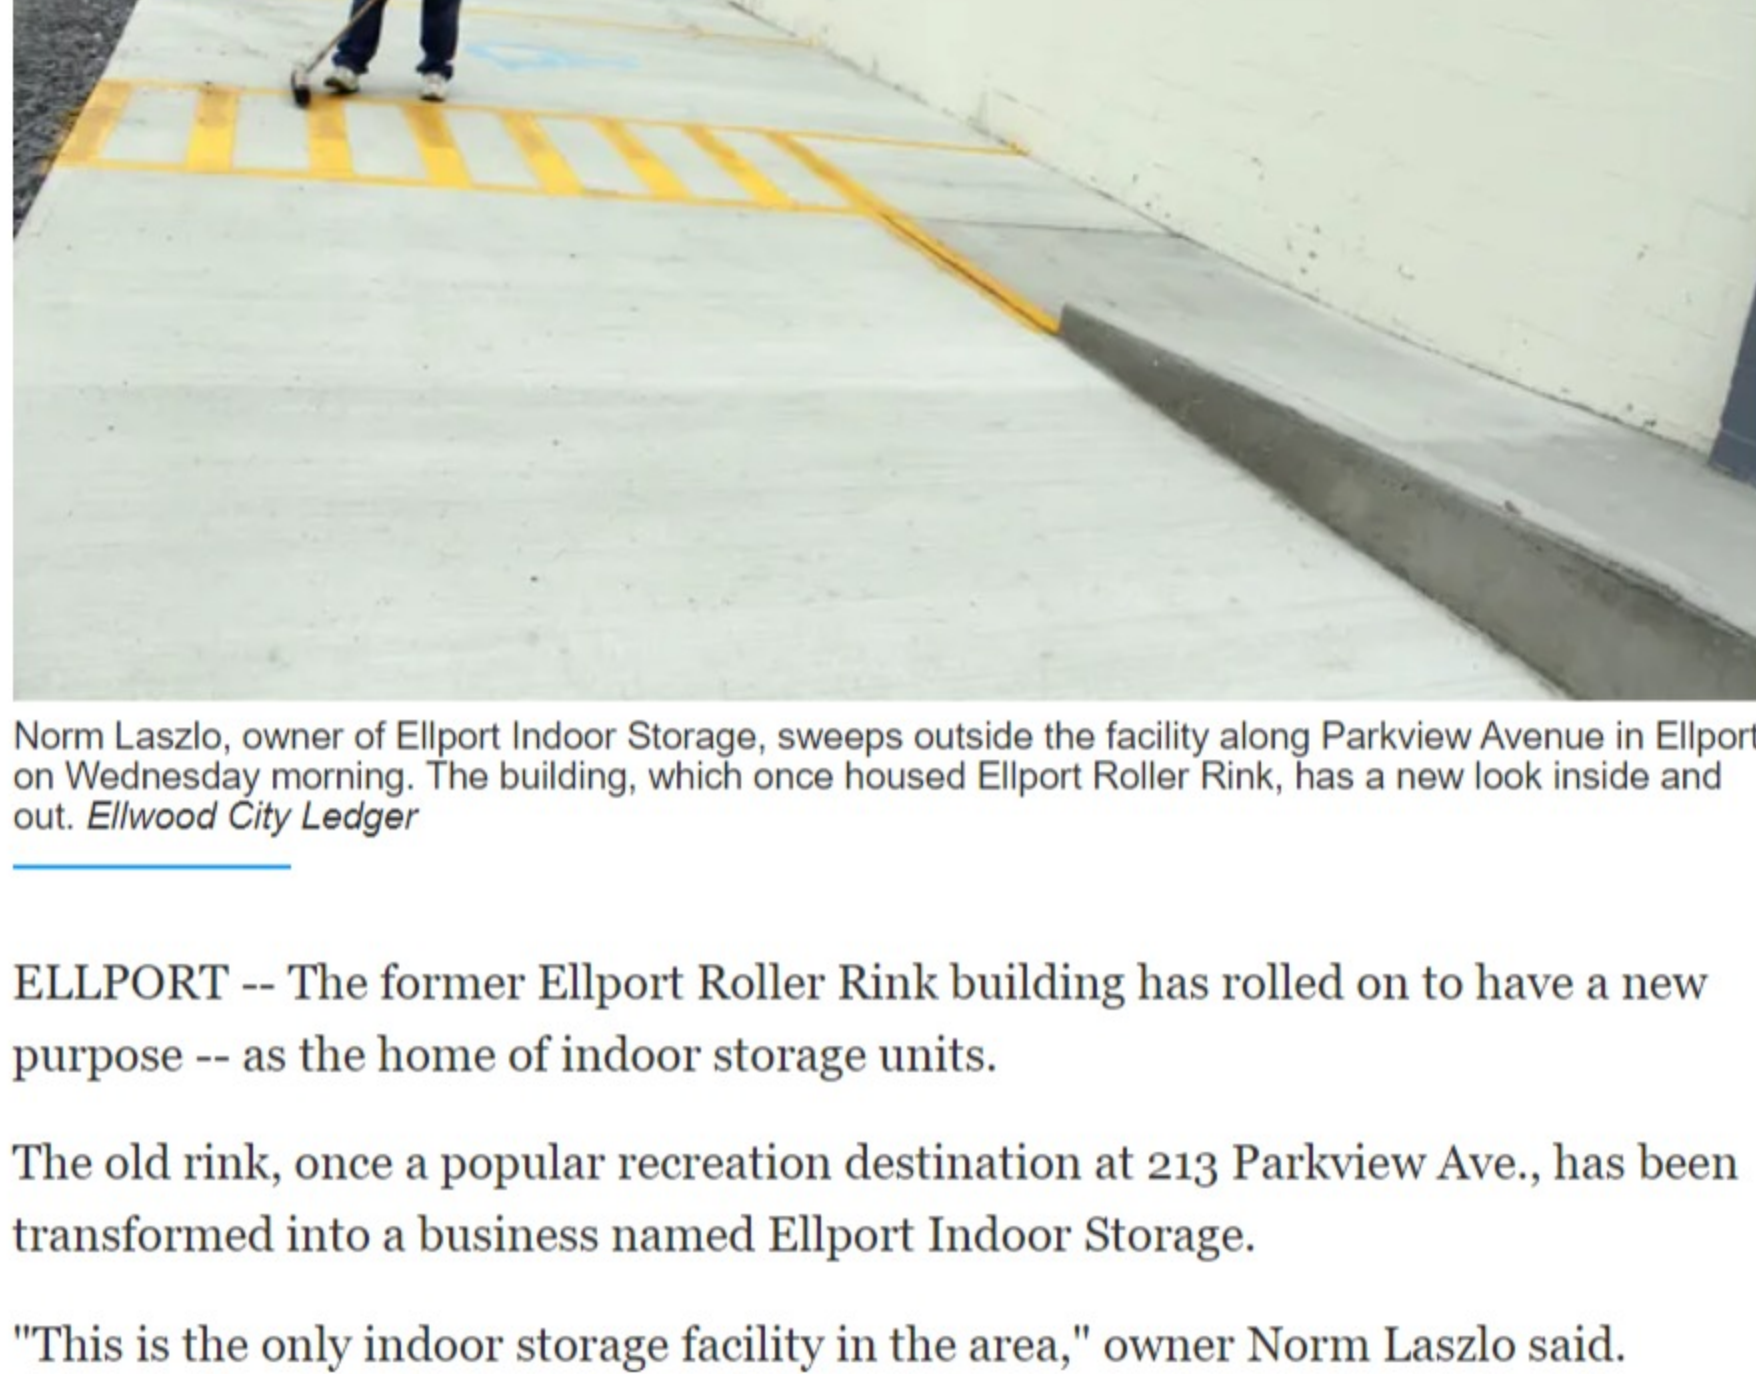 Norm Laszlo, owner of Ellport Indoor Storage, sweeps outside the facility along Parkview Avenue in Ellport
on Wednesday morning. The building, which once housed Ellport Roller Rink, has a new look inside and
out. Ellwood City Ledger
ELLPORT -- The former Ellport Roller Rink building has rolled on to have a new
purpose -- as the home of indoor storage units.
The old rink, once a popular recreation destination at 213 Parkview Ave., has been
transformed into a business named Ellport Indoor Storage.
"This is the only indoor storage facility in the area," owner Norm Laszlo said.